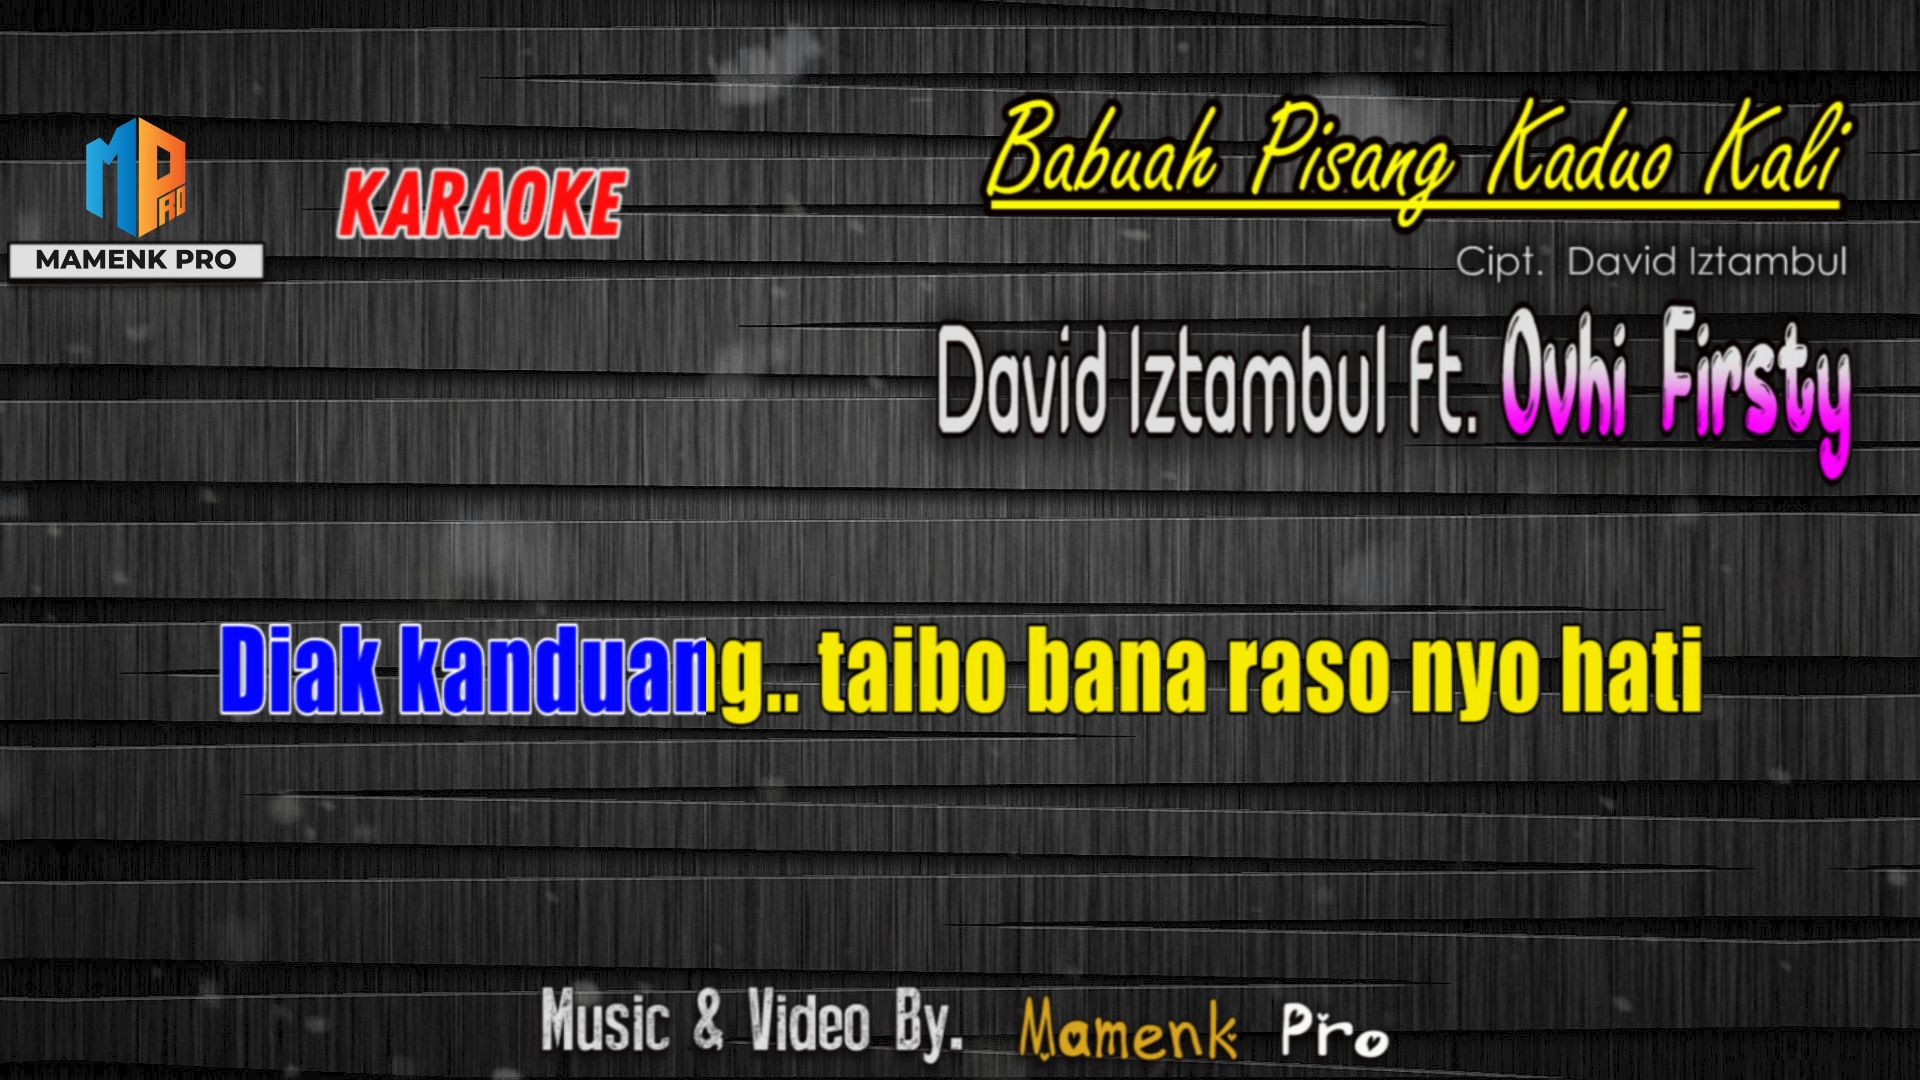 MPRO
MAMENK PRO
KARAOKE
Babuah Pisang Kaduo Kali
Cipt. David Iztambul
David Iztambul ft. Ovhi Firsty
Diak kanduang.. taibo bana raso nyo hati
Music & Video By. Mamenk Pro